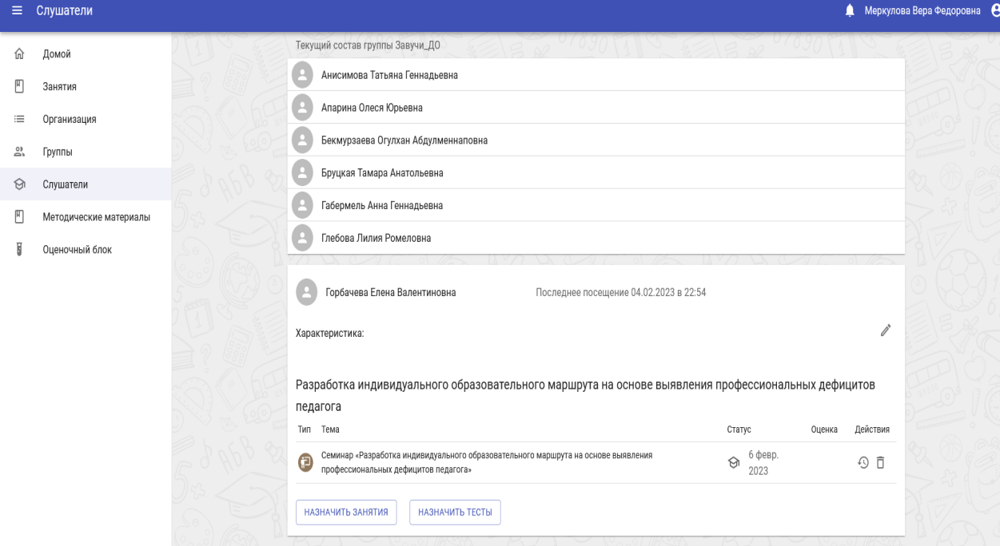 Слушатели
Меркулова Вера Федоровна
Домой
Занятия
Организация
Группы
Слушатели
Методические материалы
Оценочный блок
Текущий состав группы Завучи_ДО
Анисимова Татьяна Геннадьевна
Апарина Олеся Юрьевна
Бекмурзаева Огулхан Абдулменнаповна
Бруцкая Тамара Анатольевна
Габермель Анна Геннадьевна
Глебова Лилия Ромеловна
Горбачева Елена Валентиновна Последнее посещение 04.02.2023 в 22:54
Характеристика:
Разработка индивидуального образовательного маршрута на основе выявления профессиональных дефицитов
педагога
Тип Тема Статус Оценка Действия
Семинар «Разработка индивидуального образовательного маршрута на основе выявления
профессиональных дефицитов педагога»
6 февр.
2023
НАЗНАЧИТЬ ЗАНЯТИЯ НАЗНАЧИТЬ ТЕСТЫ